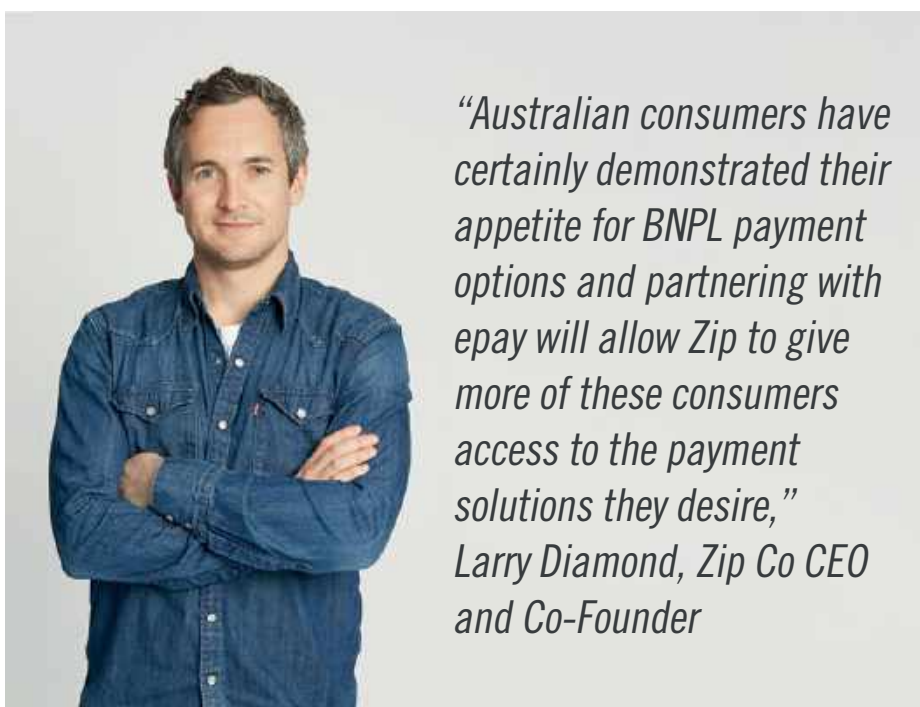 “Australian consumers have
certainly demonstrated their
appetite for BNPL payment
options and partnering with
epay will allow Zip to give
more of these consumers
access to the payment
solutions they desire,”
Larry Diamond, Zip Co CEO
and Co-Founder